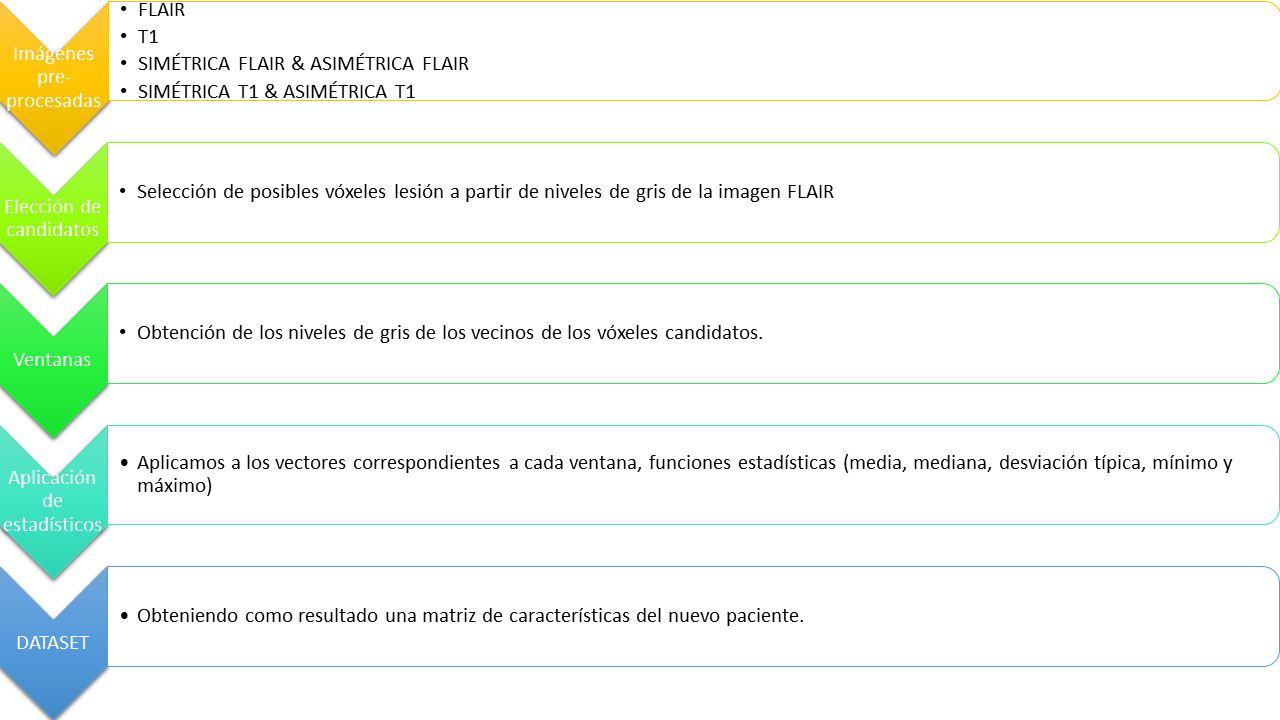 Imágenes
pre-
procesadas
• FLAIR
• T1
• SIMÉTRICA FLAIR & ASIMÉTRICA FLAIR
• SIMÉTRICA T1 & ASIMÉTRICA T1
Elección de
candidatos
• Selección de posibles vóxeles lesión a partir de niveles de gris de la imagen FLAIR
Ventanas
• Obtención de los niveles de gris de los vecinos de los vóxeles candidatos.
Aplicación
de
estadísticos
• Aplicamos a los vectores correspondientes a cada ventana, funciones estadísticas (media, mediana, desviación típica, mínimo y
máximo)
DATASET
• Obteniendo como resultado una matriz de características del nuevo paciente.